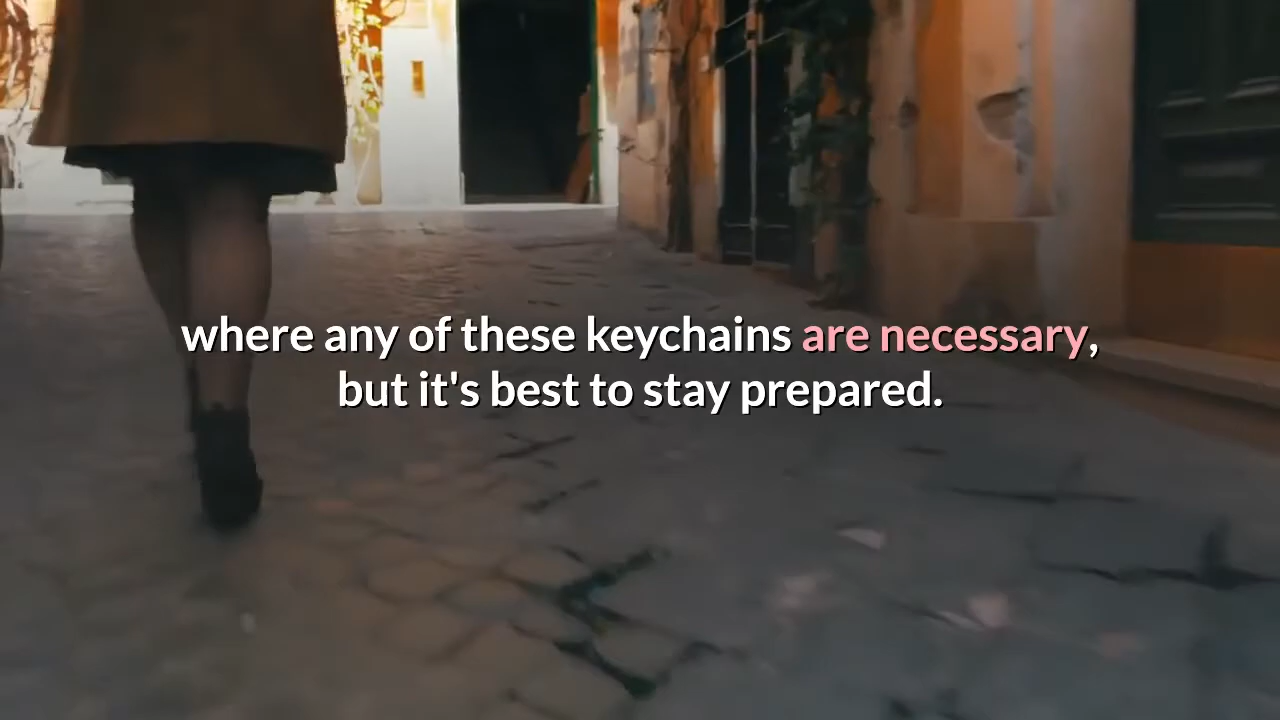 where any of these keychains are necessary,
but it's best to stay prepared.